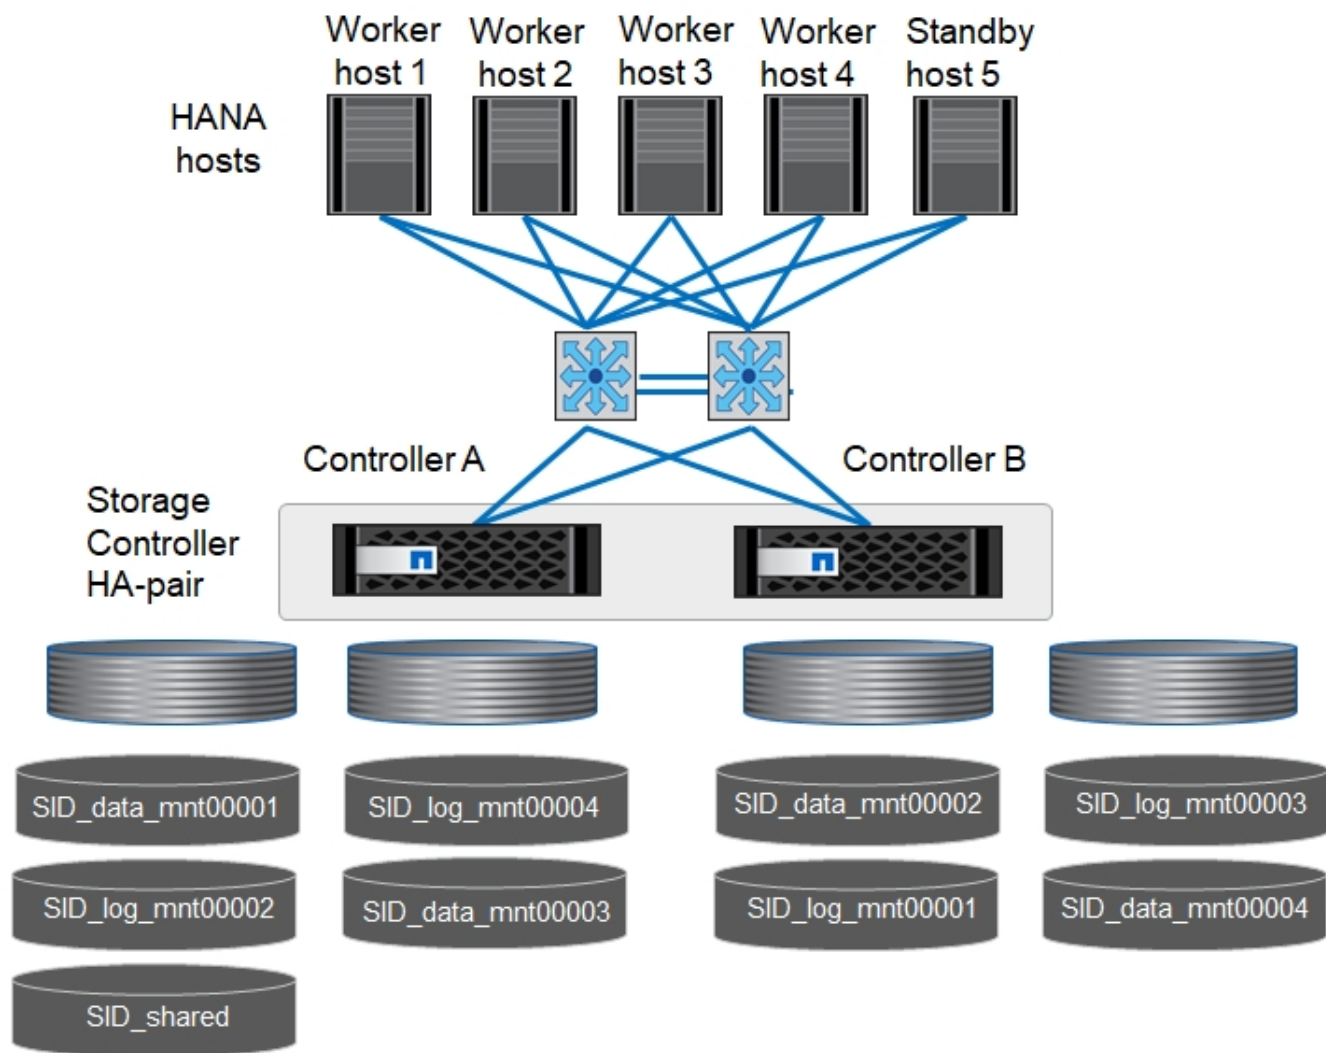 Worker
host 1
Worker
host 2
Worker
host 3
Worker
host 4
Standby
host 5
HANA
hosts
Controller A
Controller B
Storage
Controller
HA-pair
SID_data_mnt00001
SID_log_mnt00004
SID_data_mnt00002
SID_log_mnt00003
SID_log_mnt00002
SID_data_mnt00003
SID_log_mnt00001
SID_data_mnt00004
SID_shared